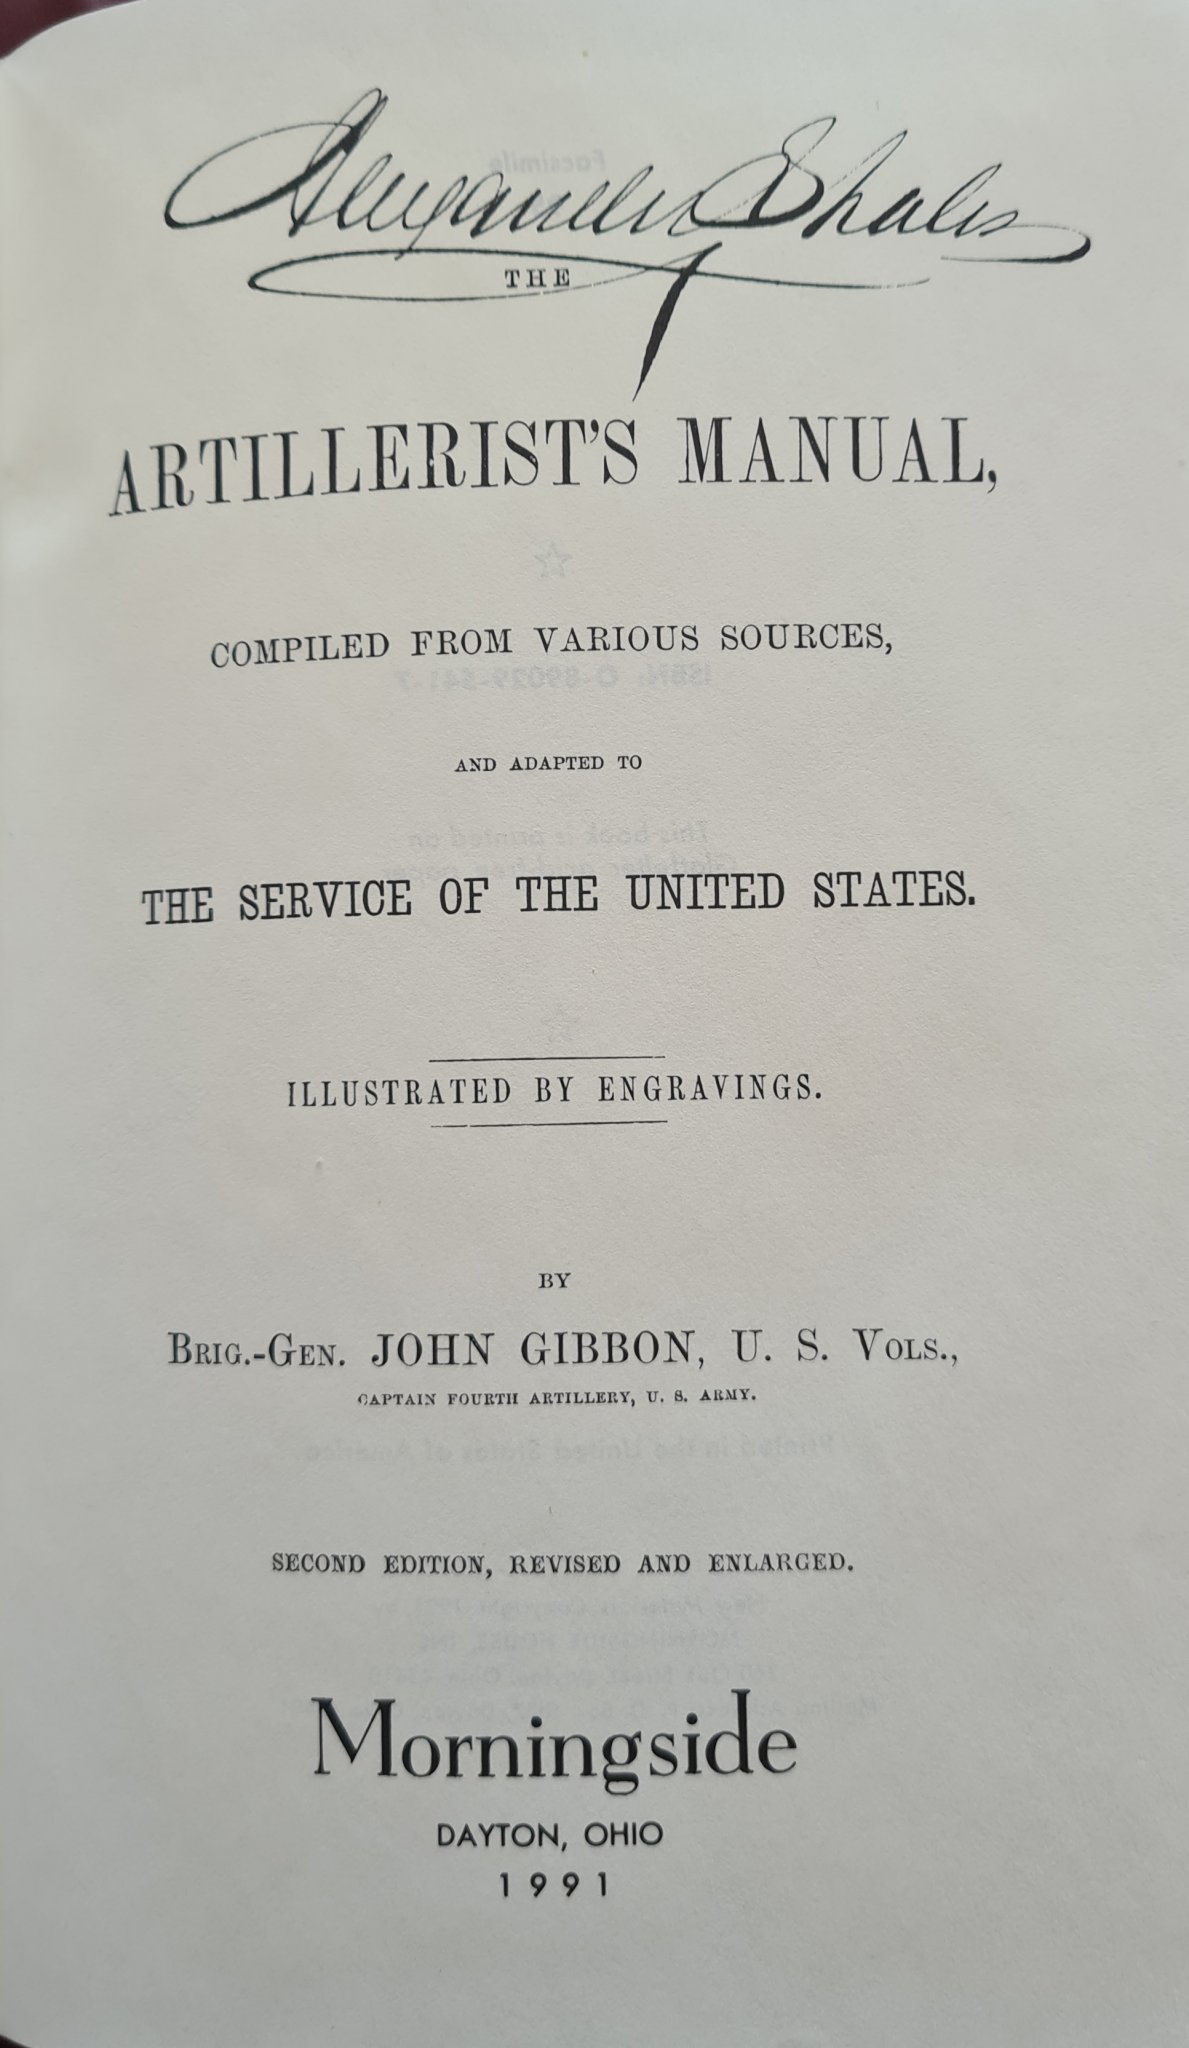 Alexander Shaler
THE
ARTILLERIST'S MANUAL,
COMPILED FROM VARIOUS SOURCES,
AND ADAPTED TO
THE SERVICE OF THE UNITED STATES.
ILLUSTRATED BY ENGRAVINGS.
BY
BRIG.-GEN. JOHN GIBBON, U. S. VOLS.,
CAPTAIN FOURTH ARTILLERY, U. S. ARMY.
SECOND EDITION, REVISED AND ENLARGED.
Morningside
DAYTON, OHIO
1991